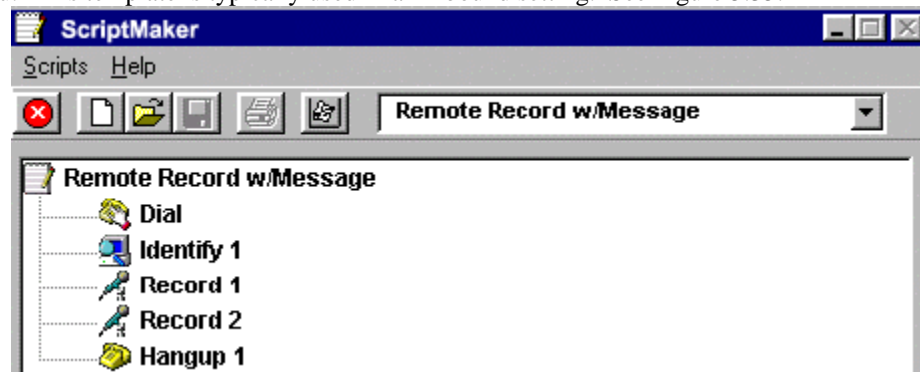 ScriptMaker
Scripts Help
Remote Record w/Message
Remote Record w/Message
Dial
Identify 1
Record 1
Record 2
Hangup 1